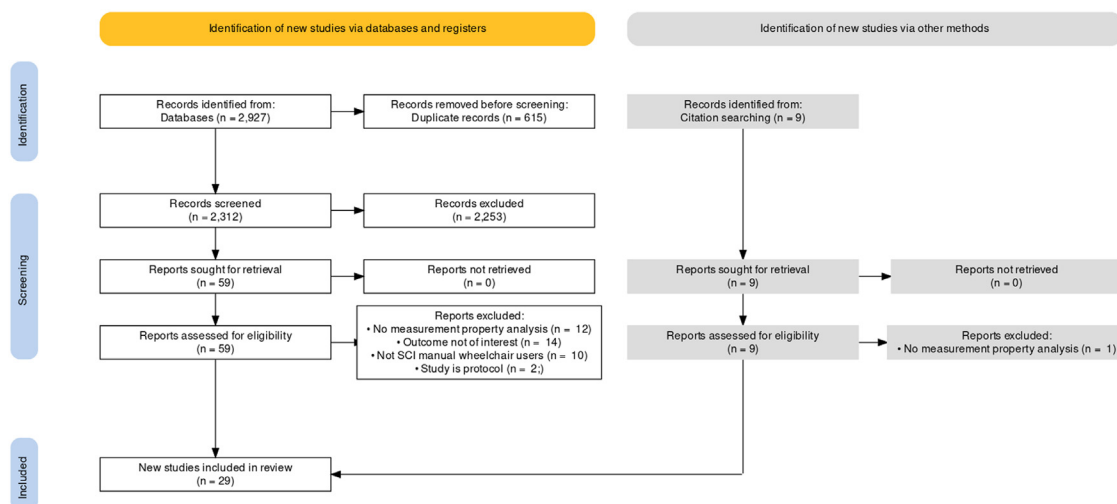 Identification of new studies via databases and registers
Identification of new studies via other methods
Identification
Records identified from:
Databases (n = 2,927)
Records removed before screening:
Duplicate records (n = 615)
Records identified from:
Citation searching (n = 9)
Screening
Records screened
(n = 2,312)
Records excluded
(n = 2,253)
Reports sought for retrieval
(n = 59)
Reports not retrieved
(n = 0)
Reports sought for retrieval
(n = 9)
Reports not retrieved
(n = 0)
Reports assessed for eligibility
(n = 59)
Reports excluded:
• No measurement property analysis (n = 12)
• Outcome not of interest (n = 14)
• Not SCI manual wheelchair users (n = 10)
• Study is protocol (n = 2;)
Reports assessed for eligibility
(n = 9)
Reports excluded:
• No measurement property analysis (n = 1)
Included
New studies included in review
(n = 29)